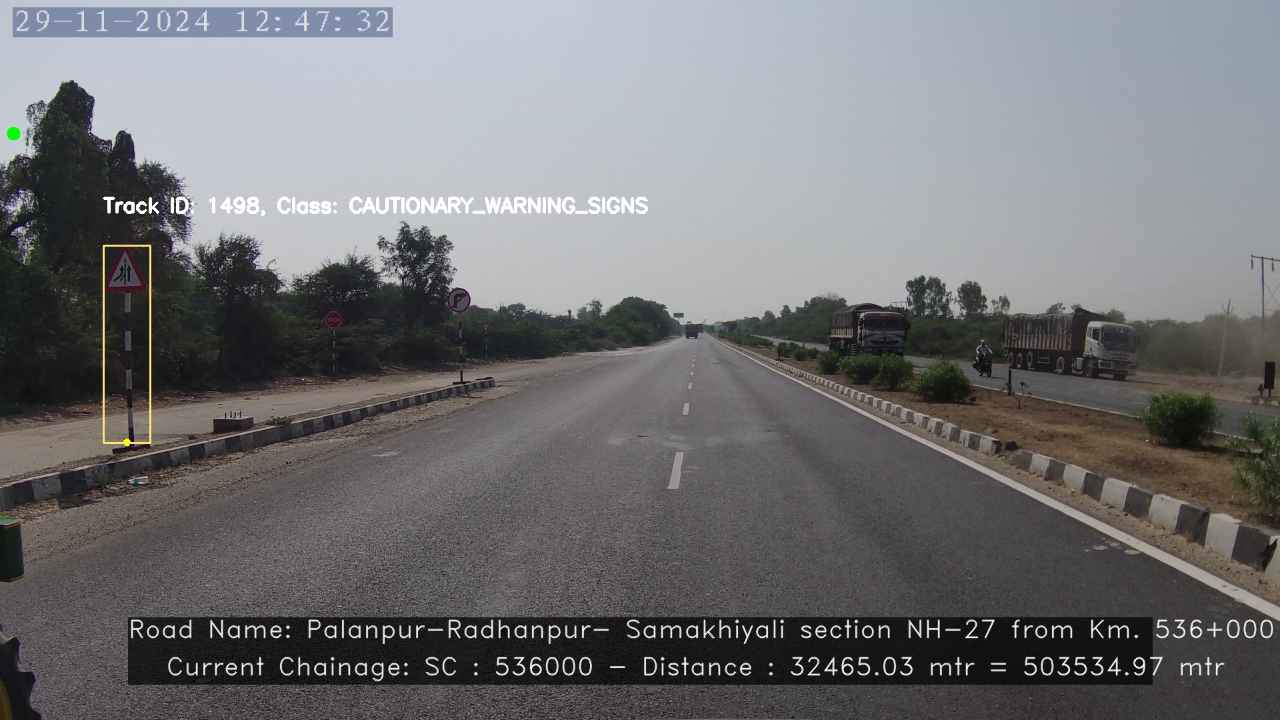 29-11-2024 12:47:32
Track ID: 1498, Class: CAUTIONARY_WARNING_SIGNS
Road Name: Palanpur-Radhanpur- Samakhiyali section NH-27 from Km. 536+000
Current Chainage: SC : 536000 - Distance : 32465.03 mtr = 503534.97 mtr